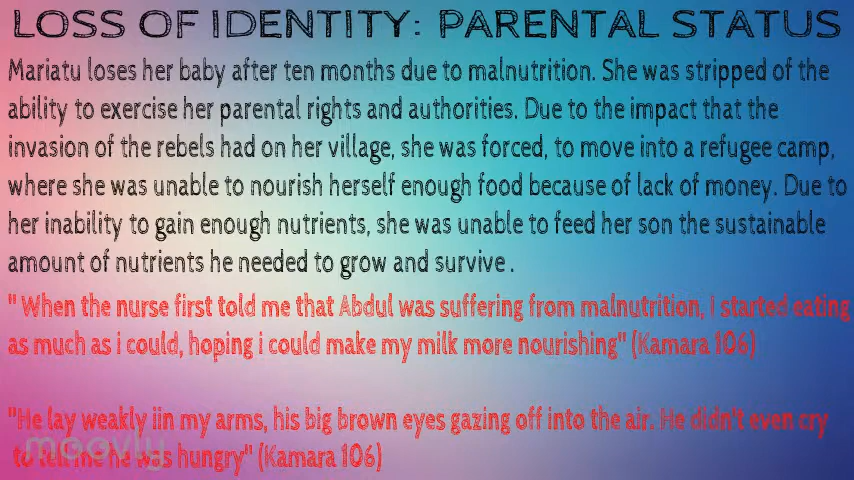 LOSS OF IDENTITY: PARENTAL STATUS
Mariatu loses her baby after ten months due to malnutrition. She was stripped of the
ability to exercise her parental rights and authorities. Due to the impact that the
invasion of the rebels had on her village, she was forced, to move into a refugee camp,
where she was unable to nourish herself enough food because of lack of money. Due to
her inability to gain enough nutrients, she was unable to feed her son the sustainable
amount of nutrients he needed to grow and survive .
" When the nurse first told me that Abdul was suffering from malnutrition, I started eating
as much as i could, hoping i could make my milk more nourishing" (Kamara 106)
"He lay weakly iin my arms, his big brown eyes gazing off into the air. He didn't even cry
to tell me he was hungry" (Kamara 106)
moovly